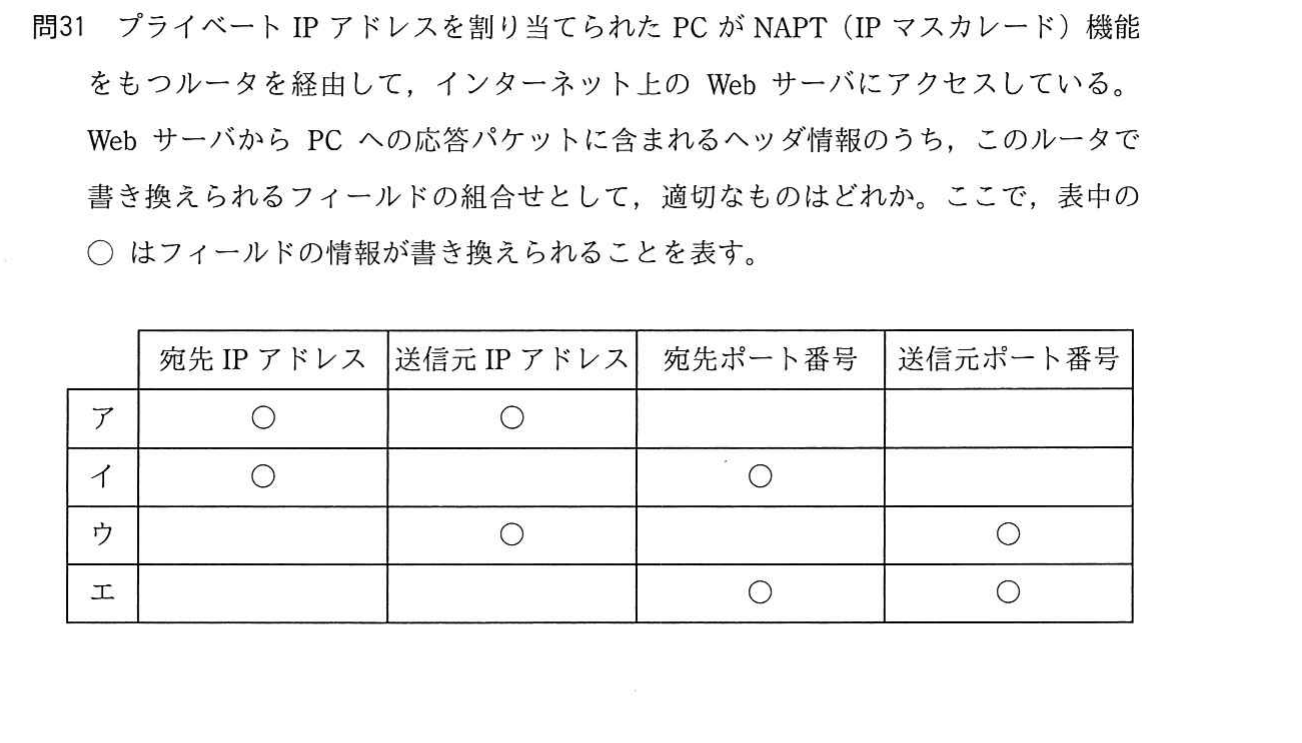 問31 プライベート IP アドレスを割り当てられた PC が NAPT（IP マスカレード）機能
をもつルータを経由して，インターネット上の Web サーバにアクセスしている。
Web サーバから PC への応答パケットに含まれるヘッダ情報のうち，このルータで
書き換えられるフィールドの組合せとして，適切なものはどれか。ここで，表中の
○ はフィールドの情報が書き換えられることを表す。
宛先 IP アドレス 送信元 IP アドレス 宛先ポート番号 送信元ポート番号
ア ○ ○
イ ○ ○
ウ ○ ○
エ ○ ○